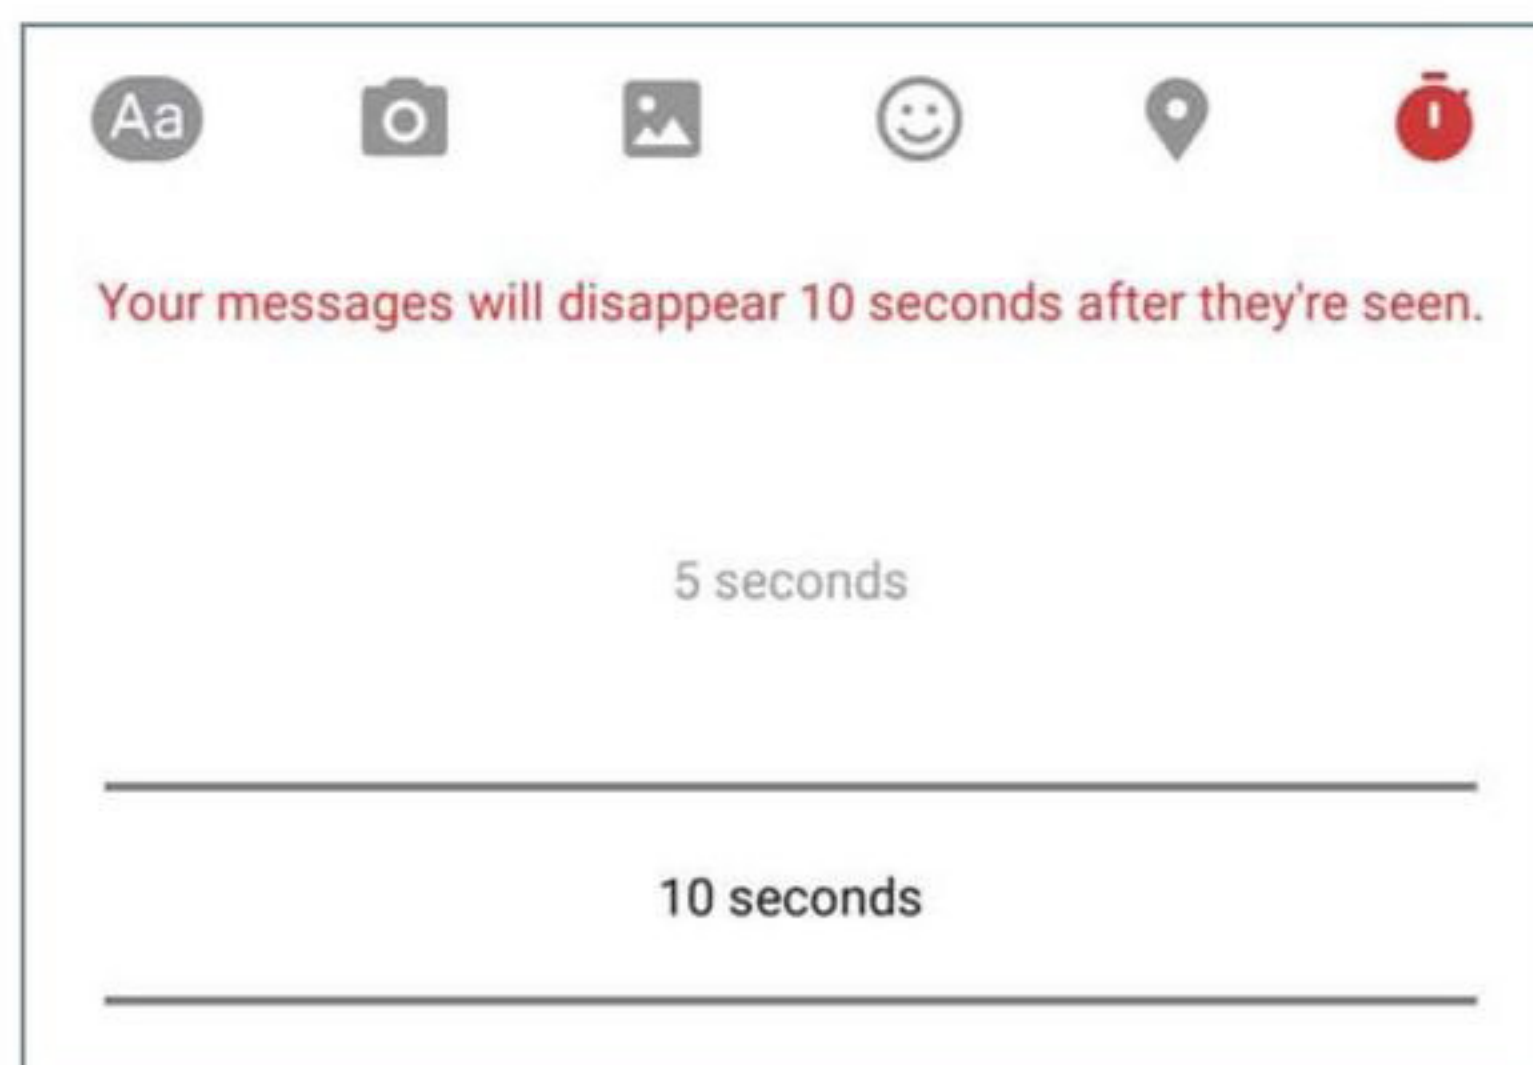 Aa
Your messages will disappear 10 seconds after they're seen.
5 seconds
10 seconds